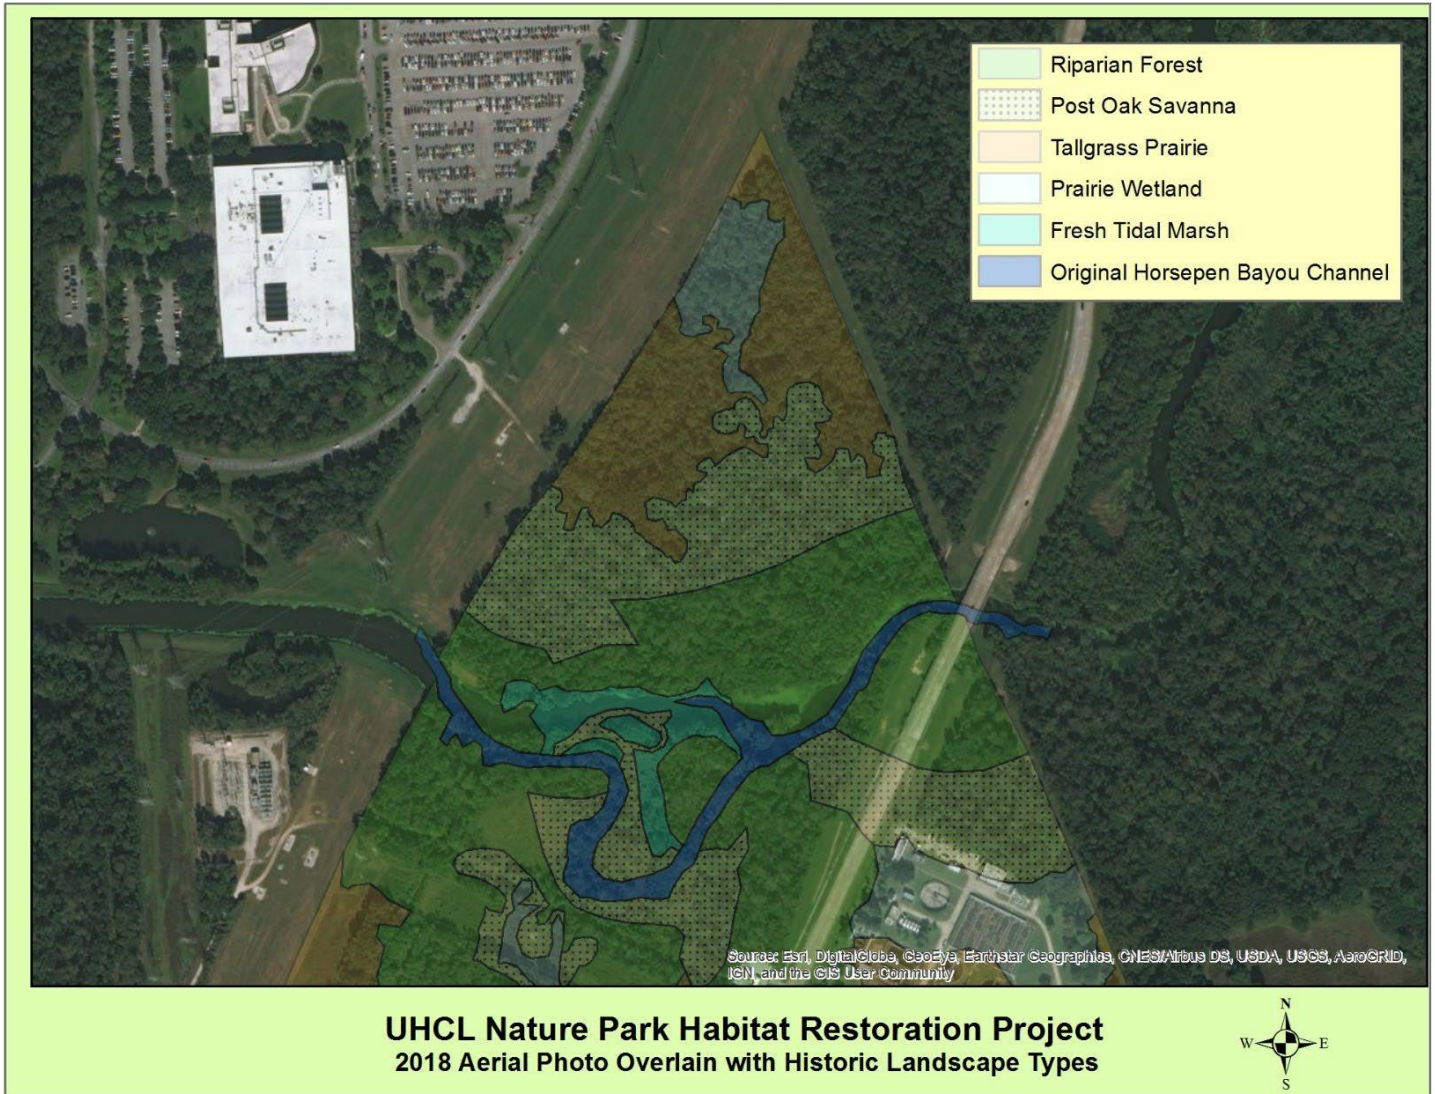 Riparian Forest
Post Oak Savanna
Tallgrass Prairie
Prairie Wetland
Fresh Tidal Marsh
Original Horsepen Bayou Channel
Source: Esri, DigitalGlobe, GeoEye, Earthstar Geographics, CNES/Airbus DS, USDA, USGS, AeroGRID,
IGN, and the GIS User Community
UHCL Nature Park Habitat Restoration Project
2018 Aerial Photo Overlain with Historic Landscape Types
N
W E
S